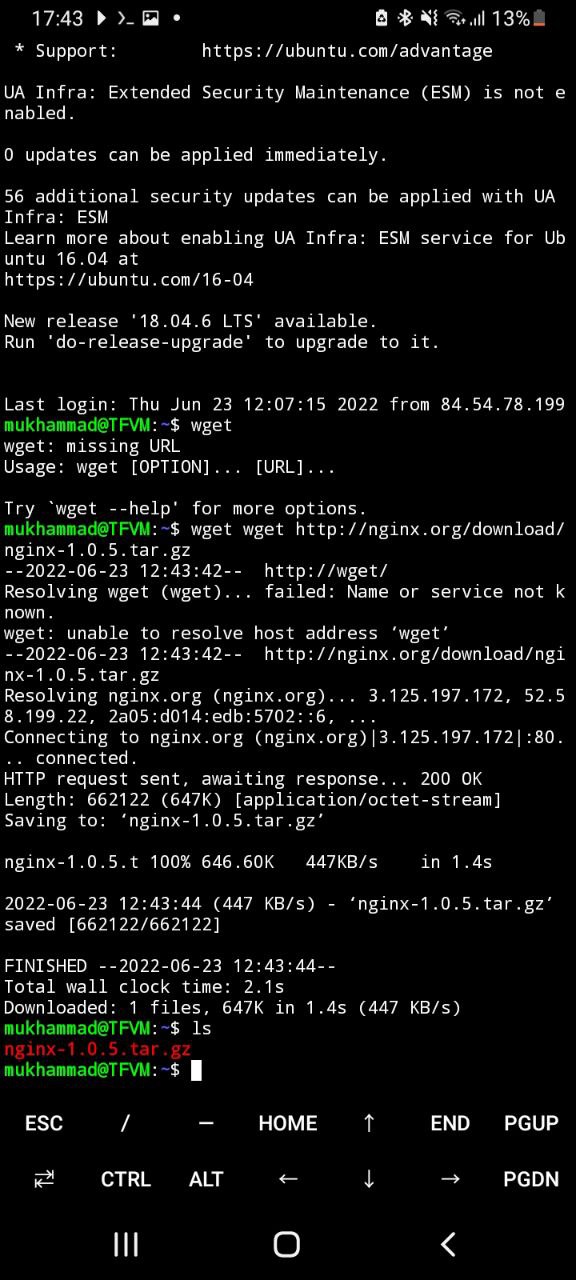 17:43
13%
* Support:        https://ubuntu.com/advantage
UA Infra: Extended Security Maintenance (ESM) is not e
nabled.
0 updates can be applied immediately.
56 additional security updates can be applied with UA
Infra: ESM
Learn more about enabling UA Infra: ESM service for Ub
untu 16.04 at
https://ubuntu.com/16-04
New release '18.04.6 LTS' available.
Run 'do-release-upgrade' to upgrade to it.
Last login: Thu Jun 23 12:07:15 2022 from 84.54.78.199
mukhammad@TFVM:~$ wget
wget: missing URL
Usage: wget [OPTION]... [URL]...
Try `wget --help' for more options.
mukhammad@TFVM:~$ wget wget http://nginx.org/download/
nginx-1.0.5.tar.gz
--2022-06-23 12:43:42--  http://wget/
Resolving wget (wget)... failed: Name or service not k
nown.
wget: unable to resolve host address ‘wget’
--2022-06-23 12:43:42--  http://nginx.org/download/ngi
nx-1.0.5.tar.gz
Resolving nginx.org (nginx.org)... 3.125.197.172, 52.5
8.199.22, 2a05:d014:edb:5702::6, ...
Connecting to nginx.org (nginx.org)|3.125.197.172|:80.
.. connected.
HTTP request sent, awaiting response... 200 OK
Length: 662122 (647K) [application/octet-stream]
Saving to: ‘nginx-1.0.5.tar.gz’
nginx-1.0.5.t 100% 646.60K   447KB/s    in 1.4s
2022-06-23 12:43:44 (447 KB/s) - ‘nginx-1.0.5.tar.gz’
saved [662122/662122]
FINISHED --2022-06-23 12:43:44--
Total wall clock time: 2.1s
Downloaded: 1 files, 647K in 1.4s (447 KB/s)
mukhammad@TFVM:~$ ls
nginx-1.0.5.tar.gz
mukhammad@TFVM:~$
ESC / — HOME ↑ END PGUP
CTRL ALT ← ↓ → PGDN